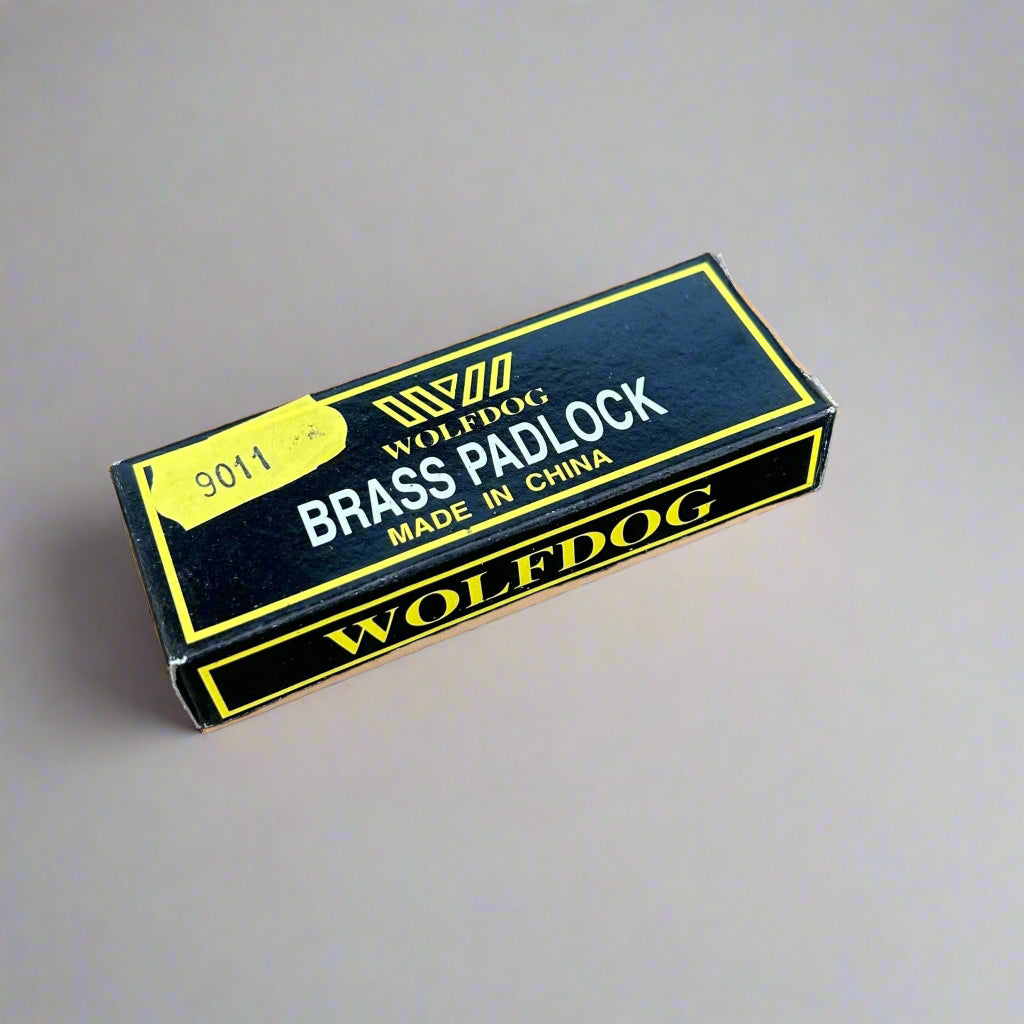 9011
WOLFDOG
BRASS PADLOCK
MADE IN CHINA
WOLFDOG